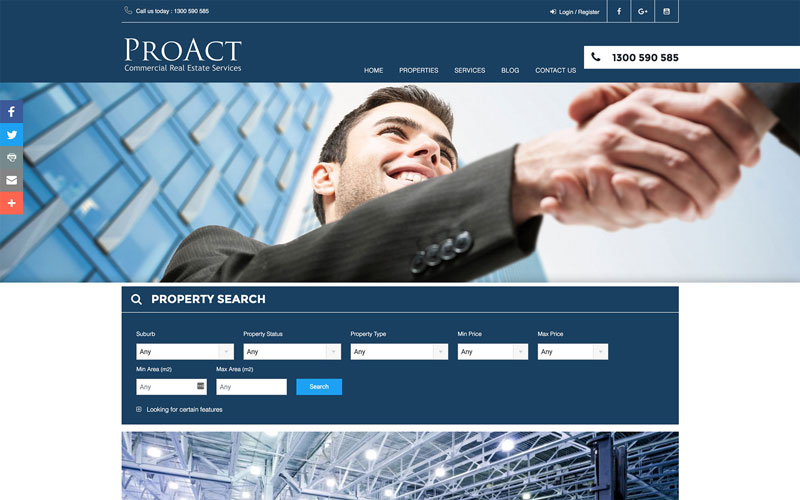 Call us today : 1300 590 585
Login / Register
f
G+
PROACT
Commercial Real Estate Services
HOME PROPERTIES SERVICES BLOG CONTACT US
1300 590 585
PROPERTY SEARCH
Suburb Property Status Property Type Min Price Max Price
Any Any Any Any Any
Min Area (m2) Max Area (m2)
Any Any Search
Looking for certain features